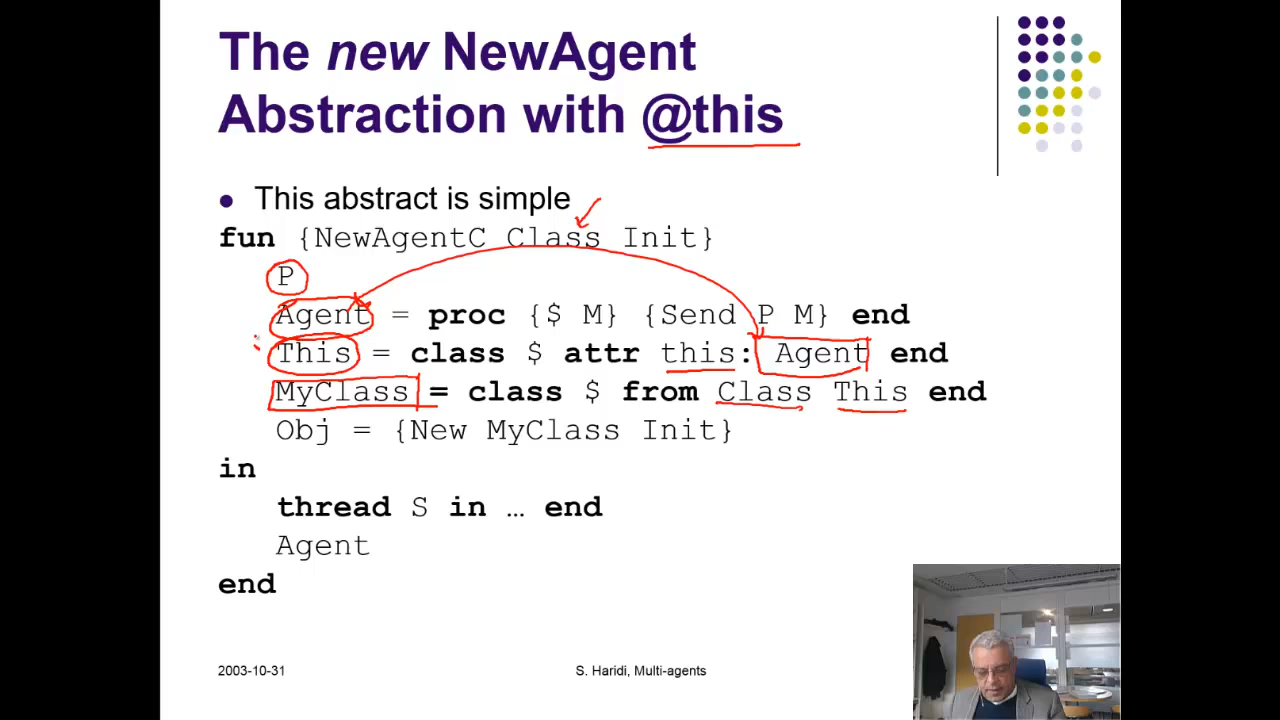 The new NewAgent
Abstraction with @this
This abstract is simple
fun {NewAgentC Class Init}
P
Agent = proc {$ M} {Send P M} end
This = class $ attr this: Agent end
MyClass = class $ from Class This end
Obj = {New MyClass Init}
in
thread S in … end
Agent
end
2003-10-31
S. Haridi, Multi-agents